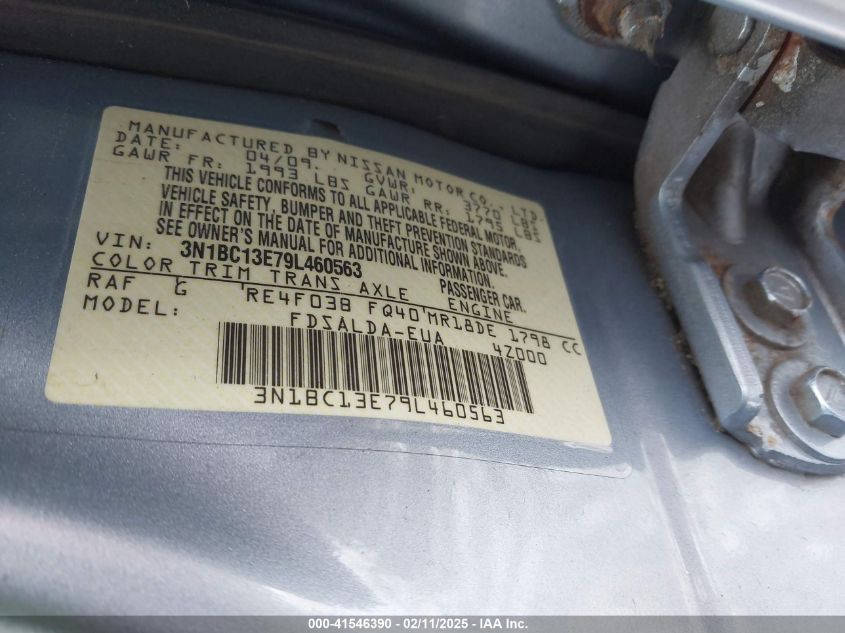 MANUFACTURED BY NISSAN MOTOR CO., LTD.
DATE: 04/09. GVWR: 3770 LBS
GAWR FR: 1993 LBS GAWR RR: 1795 LBS
THIS VEHICLE CONFORMS TO ALL APPLICABLE FEDERAL MOTOR
VEHICLE SAFETY, BUMPER AND THEFT PREVENTION STANDARDS
IN EFFECT ON THE DATE OF MANUFACTURE SHOWN ABOVE.
SEE OWNER'S MANUAL FOR ADDITIONAL INFORMATION.
VIN: 3N1BC13E79L460563 PASSENGER CAR.
COLOR TRIM TRANS AXLE ENGINE
RAF G RE4F03B FQ40 MR18DE 1798 CC
MODEL: FDSALDA-EUA 4Z000
3N1BC13E79L460563
000-41546390 - 02/11/2025 - IAA Inc.